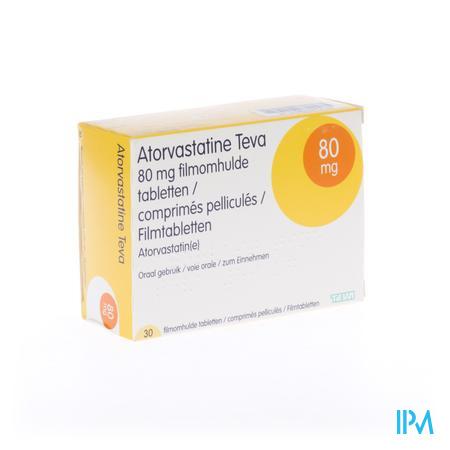 Atorvastatine Teva
80 mg filmomhulde
tabletten /
comprimés pelliculés /
Filmtabletten
Atorvastatin(e)
Oraal gebruik / voie orale / zum Einnehmen
30 filmomhulde tabletten / comprimés pelliculés / Filmtabletten
80
mg
TEVA
Atorvastatine Teva
80
mg
IPM